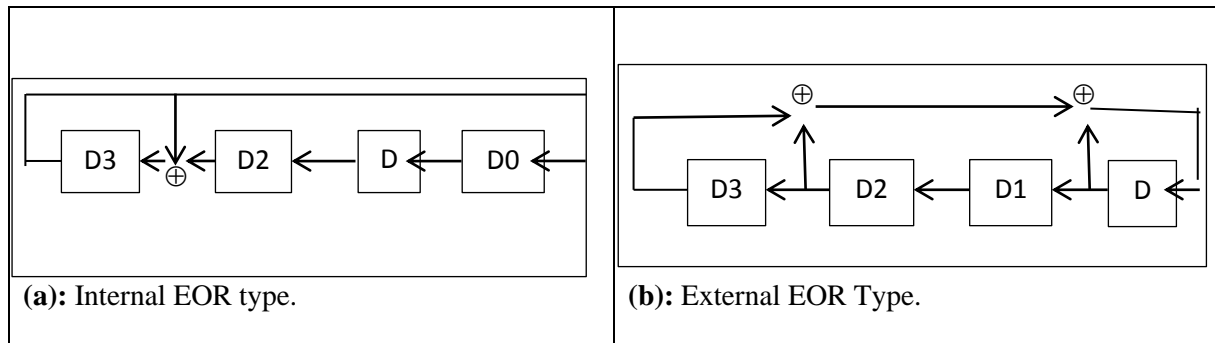 D3 ⊕ D2 D D0
(a): Internal EOR type.
⊕ ⊕
D3 D2 D1 D
(b): External EOR Type.